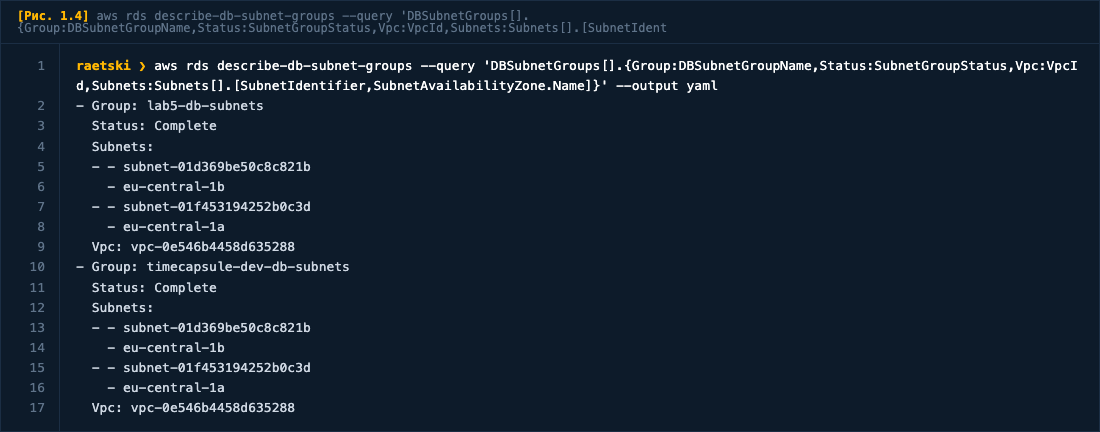 [Рис. 1.4] aws rds describe-db-subnet-groups --query 'DBSubnetGroups[].
{Group:DBSubnetGroupName,Status:SubnetGroupStatus,Vpc:VpcId,Subnets:Subnets[].[SubnetIdent
1 raetski ❯ aws rds describe-db-subnet-groups --query 'DBSubnetGroups[].{Group:DBSubnetGroupName,Status:SubnetGroupStatus,Vpc:VpcI
d,Subnets:Subnets[].[SubnetIdentifier,SubnetAvailabilityZone.Name]}' --output yaml
2 - Group: lab5-db-subnets
3   Status: Complete
4   Subnets:
5   - - subnet-01d369be50c8c821b
6     - eu-central-1b
7   - - subnet-01f453194252b0c3d
8     - eu-central-1a
9   Vpc: vpc-0e546b4458d635288
10 - Group: timecapsule-dev-db-subnets
11   Status: Complete
12   Subnets:
13   - - subnet-01d369be50c8c821b
14     - eu-central-1b
15   - - subnet-01f453194252b0c3d
16     - eu-central-1a
17   Vpc: vpc-0e546b4458d635288